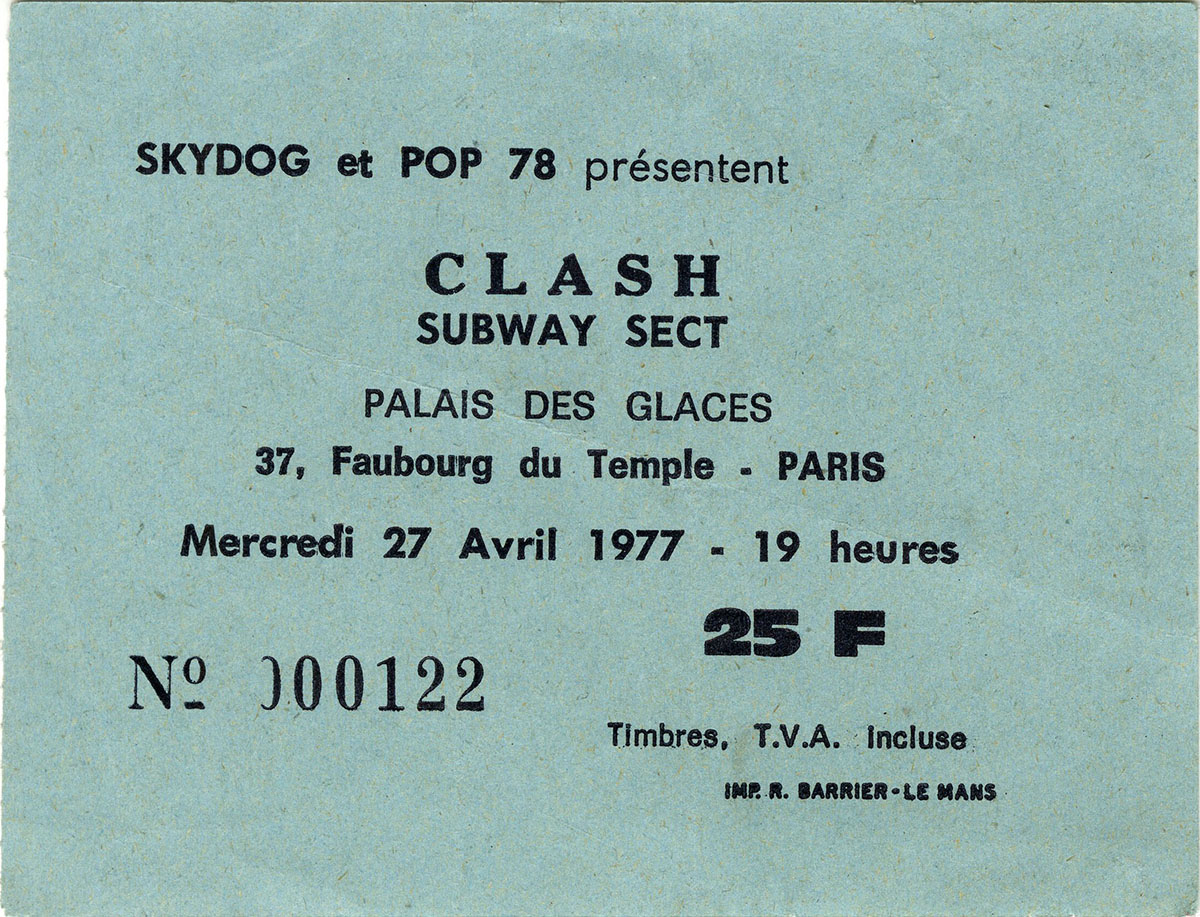 SKYDOG et POP 78 présentent
CLASH
SUBWAY SECT
PALAIS DES GLACES
37, Faubourg du Temple - PARIS
Mercredi 27 Avril 1977 - 19 heures
25 F
Nº 000122
Timbres, T.V.A. incluse
IMP. R. BARRIER-LE MANS